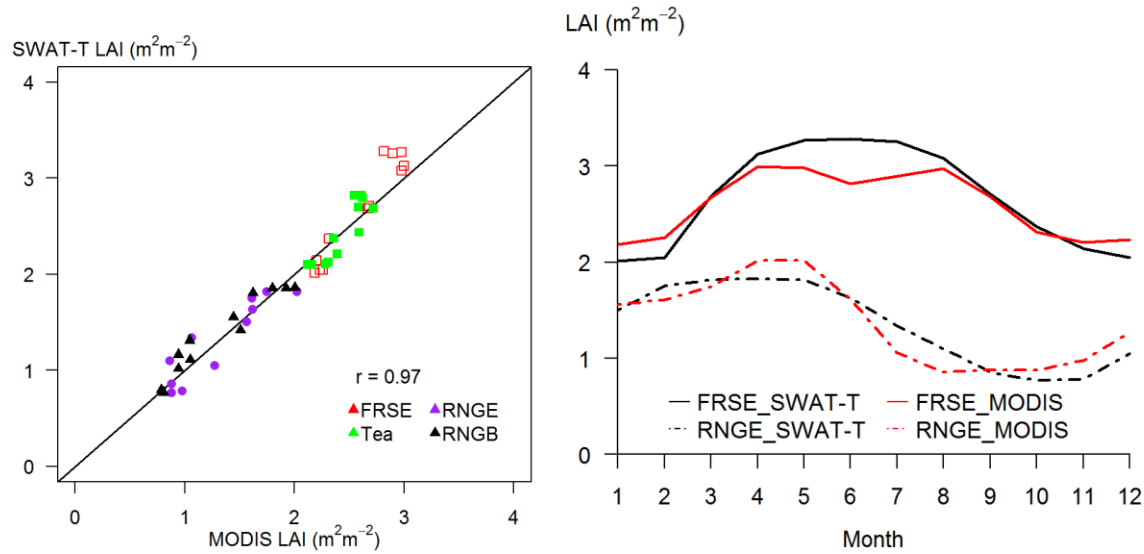 SWAT-T LAI (m²m⁻²)
4
3
2
1
0
r = 0.97
FRSE RNGE
Tea RNGB
0 1 2 3 4
MODIS LAI (m²m⁻²)
LAI (m²m⁻²)
4
3
2
1
0
FRSE_SWAT-T FRSE_MODIS
RNGE_SWAT-T RNGE_MODIS
1 2 3 4 5 6 7 8 9 10 11 12
Month